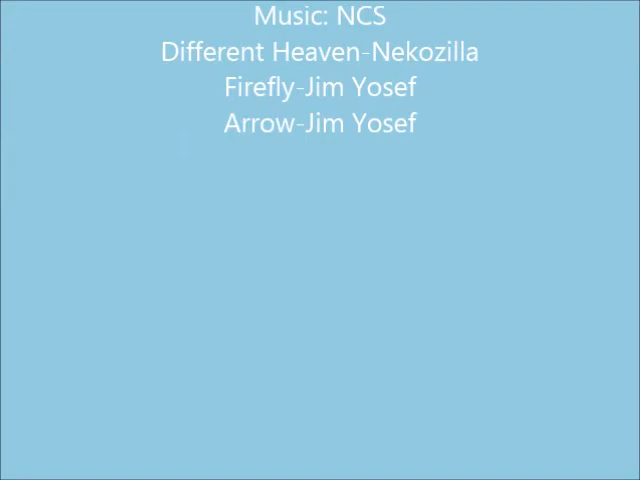 Music: NCS
Different Heaven-Nekozilla
Firefly-Jim Yosef
Arrow-Jim Yosef